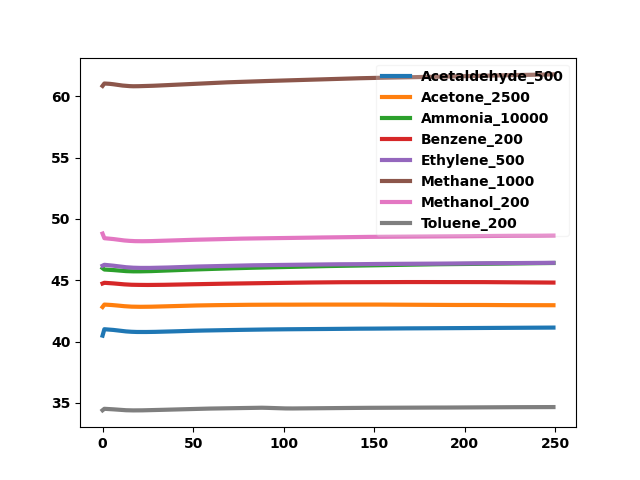 Acetaldehyde_500
Acetone_2500
Ammonia_10000
Benzene_200
Ethylene_500
Methane_1000
Methanol_200
Toluene_200
60
55
50
45
40
35
0 50 100 150 200 250